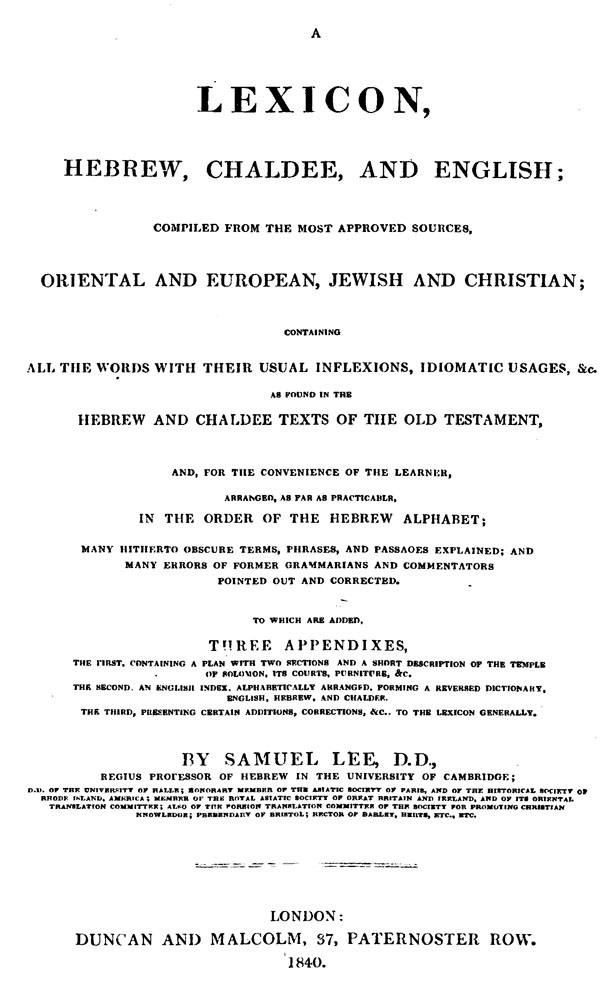 A
LEXICON,
HEBREW, CHALDEE, AND ENGLISH;
COMPILED FROM THE MOST APPROVED SOURCES,
ORIENTAL AND EUROPEAN, JEWISH AND CHRISTIAN;
CONTAINING
ALL THE WORDS WITH THEIR USUAL INFLEXIONS, IDIOMATIC USAGES, &c.
AS FOUND IN THE
HEBREW AND CHALDEE TEXTS OF THE OLD TESTAMENT,
AND, FOR THE CONVENIENCE OF THE LEARNER,
ARRANGED, AS FAR AS PRACTICABLE,
IN THE ORDER OF THE HEBREW ALPHABET;
MANY HITHERTO OBSCURE TERMS, PHRASES, AND PASSAGES EXPLAINED; AND
MANY ERRORS OF FORMER GRAMMARIANS AND COMMENTATORS
POINTED OUT AND CORRECTED.
TO WHICH ARE ADDED,
THREE APPENDIXES,
THE FIRST, CONTAINING A PLAN WITH TWO SECTIONS AND A SHORT DESCRIPTION OF THE TEMPLE
OF SOLOMON, ITS COURTS, FURNITURE, &c.
THE SECOND, AN ENGLISH INDEX, ALPHABETICALLY ARRANGED, FORMING A REVERSED DICTIONARY,
ENGLISH, HEBREW, AND CHALDEE.
THE THIRD, PRESENTING CERTAIN ADDITIONS, CORRECTIONS, &c.. TO THE LEXICON GENERALLY.
BY SAMUEL LEE, D.D.,
REGIUS PROFESSOR OF HEBREW IN THE UNIVERSITY OF CAMBRIDGE;
D.D. OF THE UNIVERSITY OF HALLE; HONORARY MEMBER OF THE ASIATIC SOCIETY OF PARIS, AND OF THE HISTORICAL SOCIETY OF
RHODE ISLAND, AMERICA; MEMBER OF THE ROYAL ASIATIC SOCIETY OF GREAT BRITAIN AND IRELAND, AND OF ITS ORIENTAL
TRANSLATION COMMITTEE; ALSO OF THE FOREIGN TRANSLATION COMMITTEE OF THE SOCIETY FOR PROMOTING CHRISTIAN
KNOWLEDGE; PREBENDARY OF BRISTOL; RECTOR OF BARLEY, HERTS, ETC., ETC.
LONDON:
DUNCAN AND MALCOLM, 37, PATERNOSTER ROW.
1840.